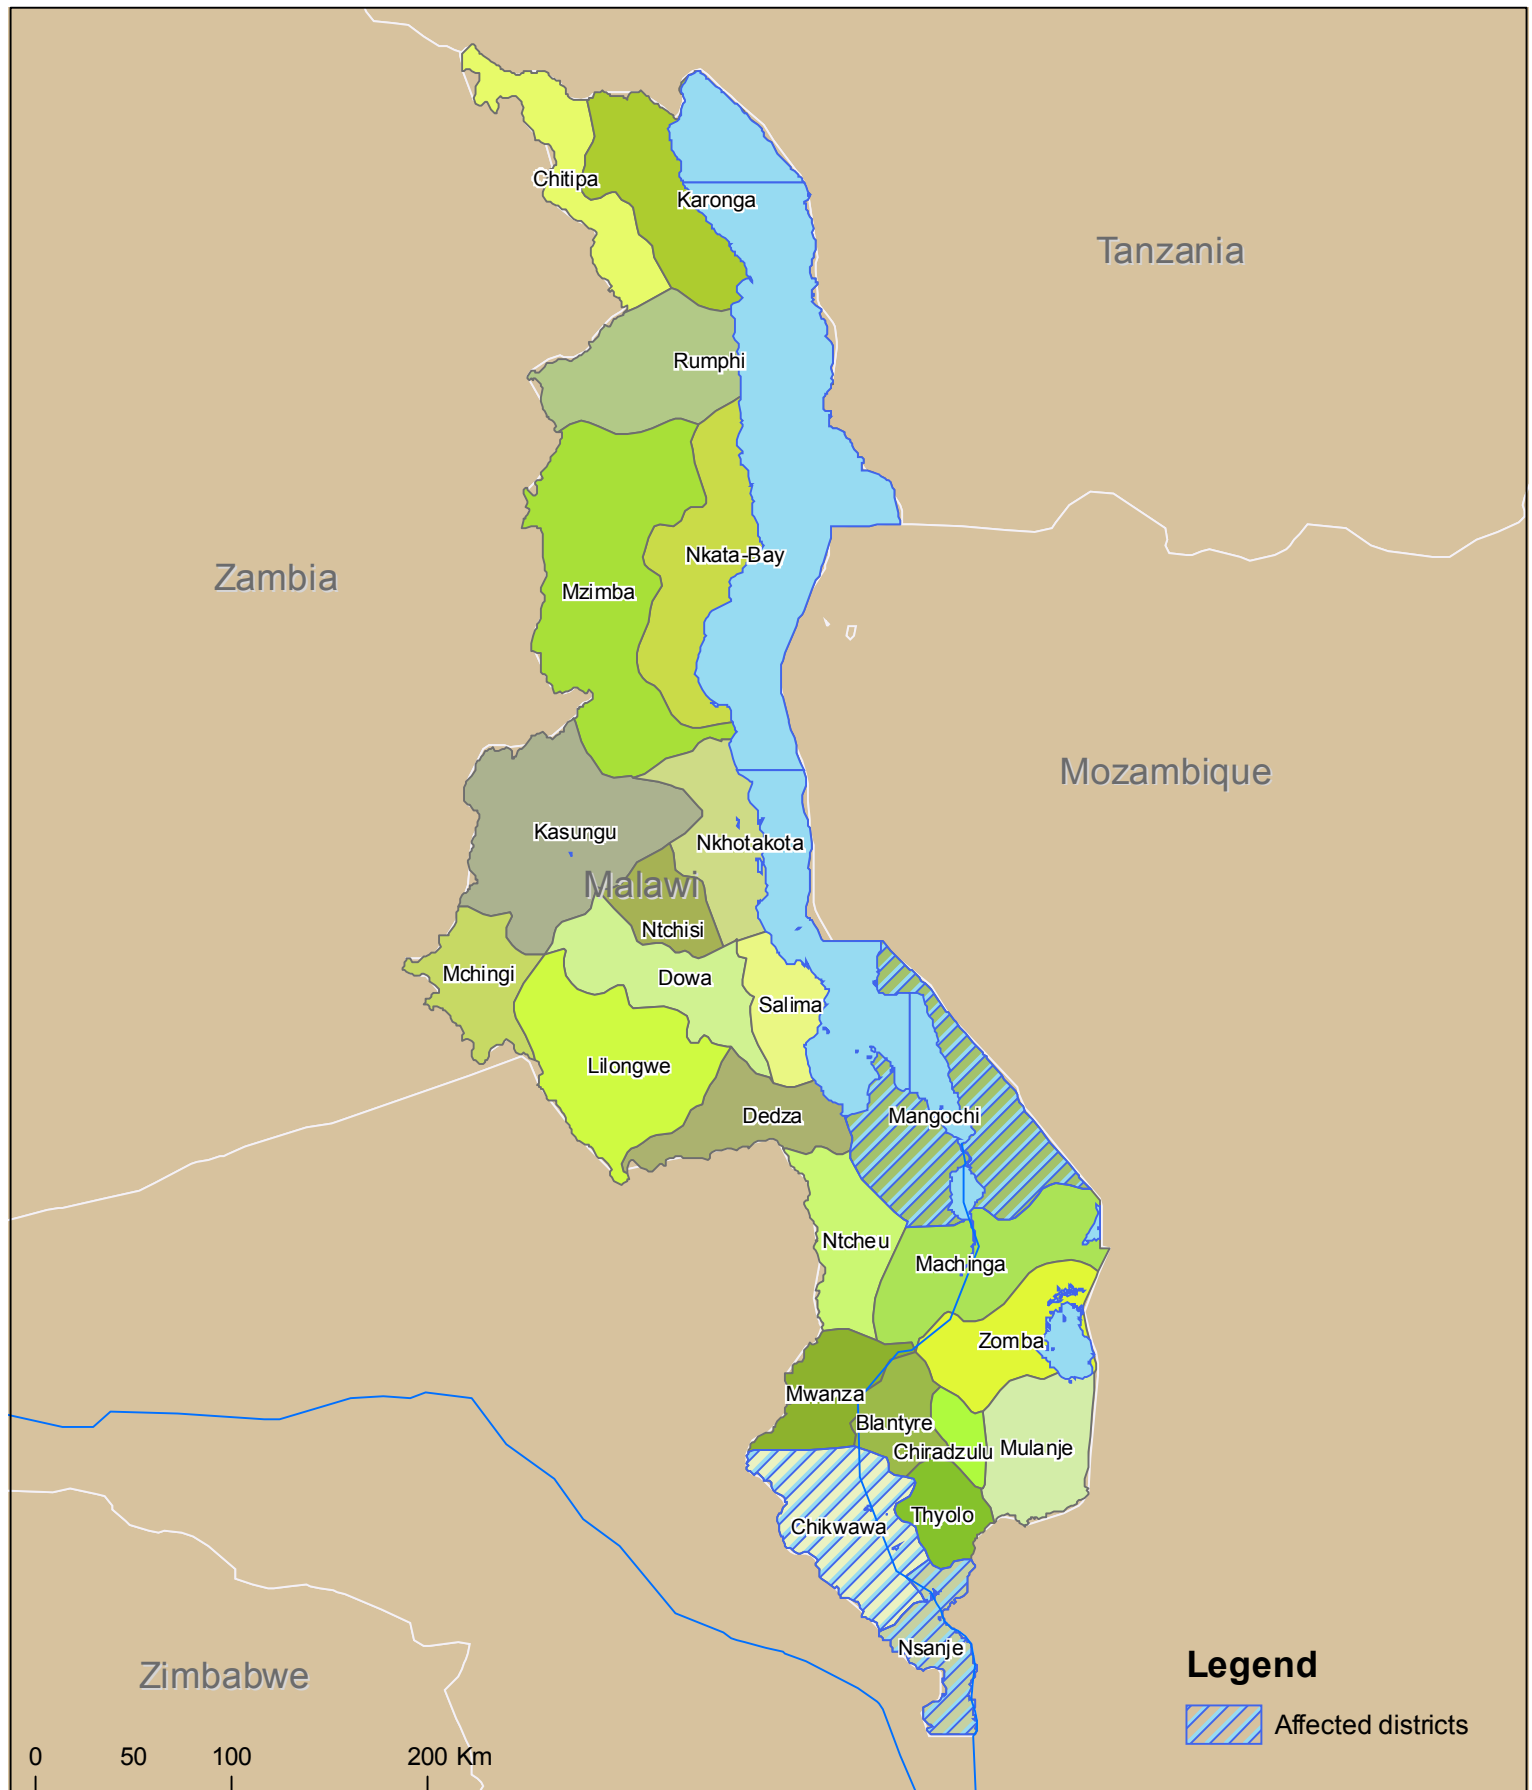 Chitipa
Karonga
Tanzania
Rumphi
Nkata-Bay
Zambia
Mzimba
Mozambique
Kasungu
Nkhotakota
Malawi
Ntchisi
Mchingi
Dowa
Salima
Lilongwe
Dedza
Mangochi
Ntcheu
Machinga
Zomba
Mwanza
Blantyre
Chiradzulu
Mulanje
Thyolo
Chikwawa
Nsanje
Zimbabwe
Legend
Affected districts
0 50 100 200 Km